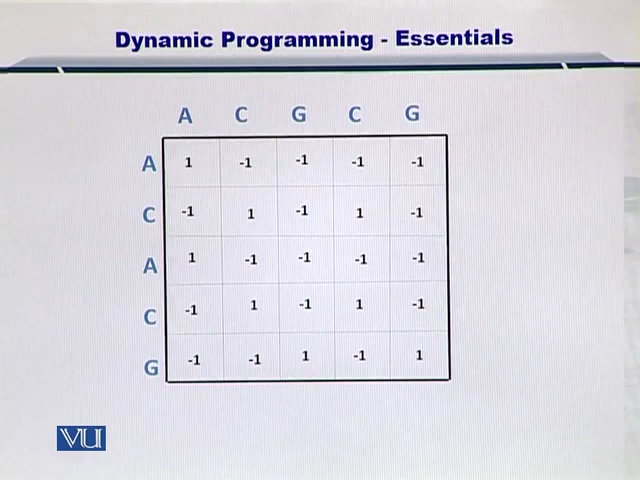 Dynamic Programming - Essentials
A C G C G
A 1 -1 -1 -1 -1
C -1 1 -1 1 -1
A 1 -1 -1 -1 -1
C -1 1 -1 1 -1
G -1 -1 1 -1 1
VU